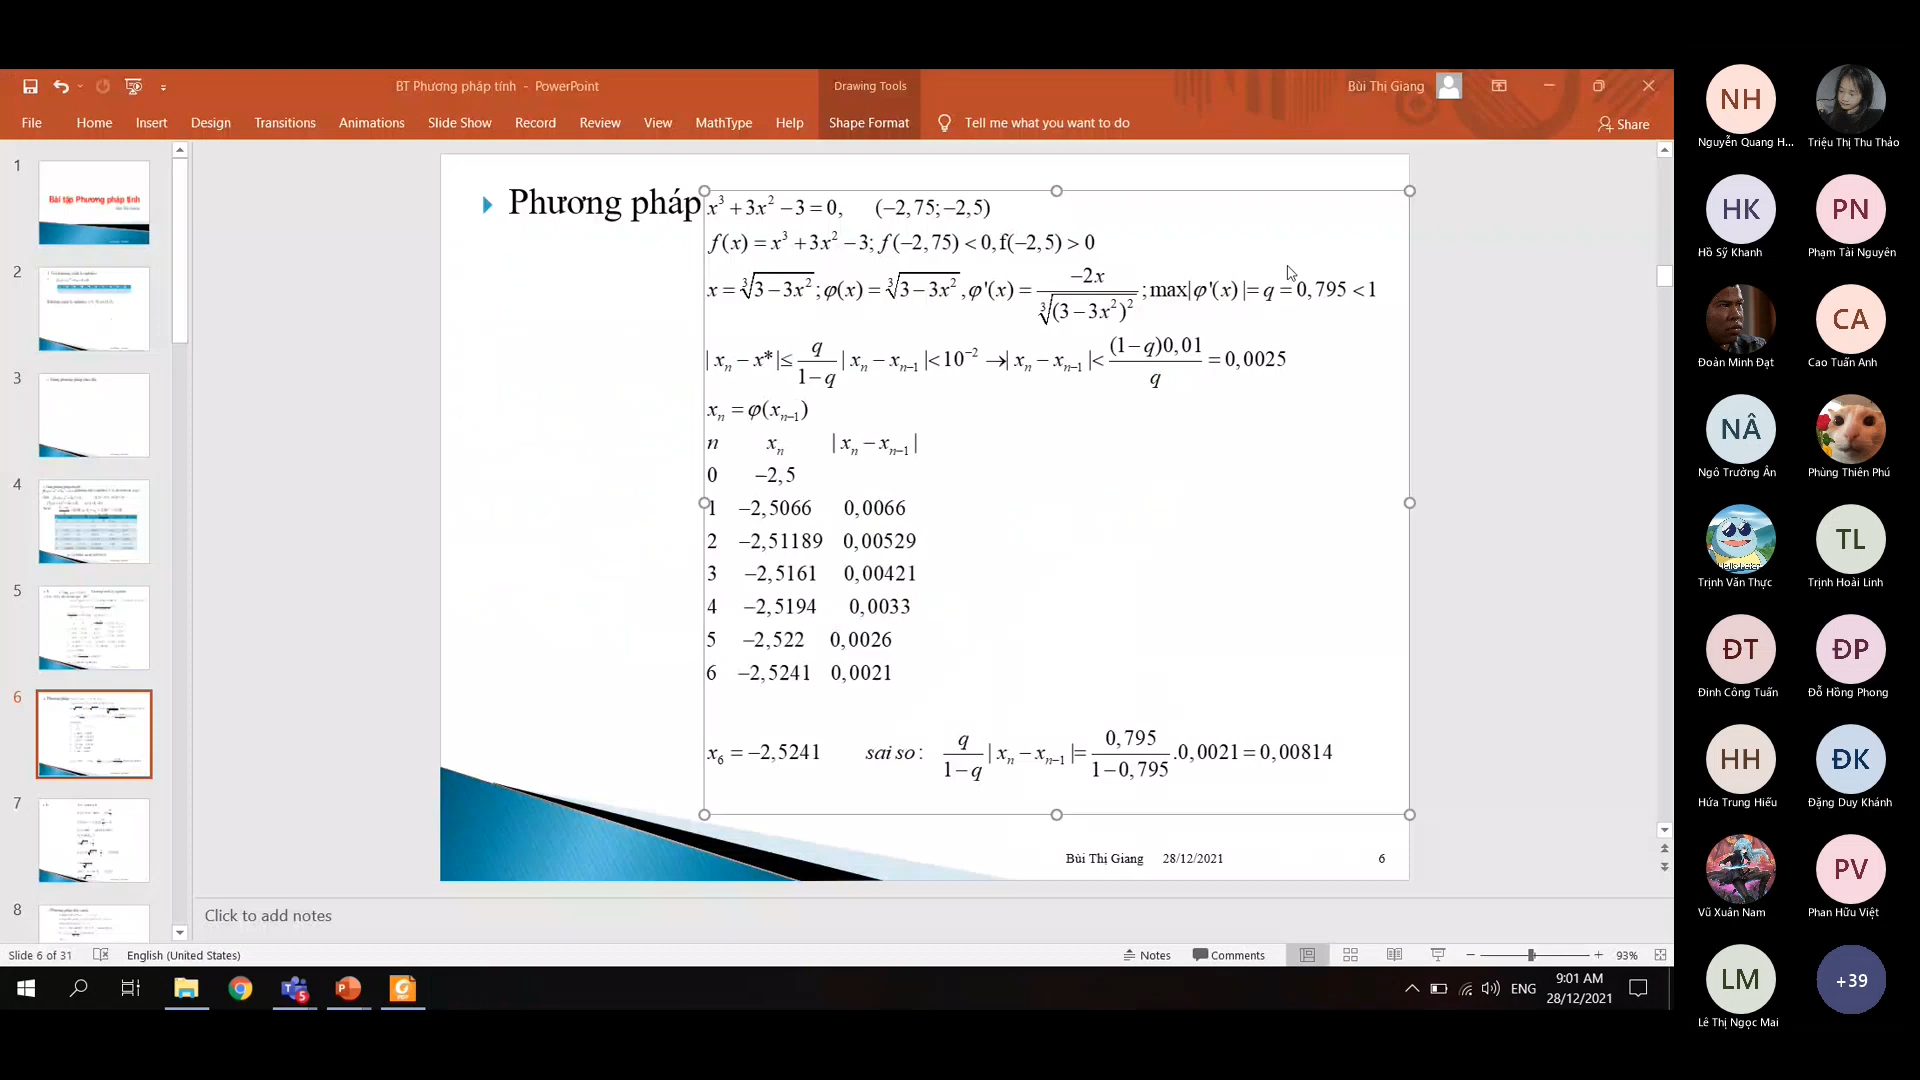 BT Phương pháp tính - PowerPoint
Drawing Tools
Bùi Thị Giang
File Home Insert Design Transitions Animations Slide Show Record Review View MathType Help Shape Format Tell me what you want to do
Share
1
Bài tập Phương pháp tính
2
3
4
5
6
7
8
Phương pháp
x³ + 3x² − 3 = 0, (−2,75; −2,5)
f(x) = x³ + 3x² − 3; f(−2,75) < 0, f(−2,5) > 0
x = ∛(3 − 3x²); φ(x) = ∛(3 − 3x²), φ'(x) = −2x / ∛((3 − 3x²)²); max|φ'(x)| = q = 0,795 < 1
|xₙ − x*| ≤ q/(1−q) |xₙ − xₙ₋₁| < 10⁻² → |xₙ − xₙ₋₁| < (1−q)0,01/q = 0,0025
xₙ = φ(xₙ₋₁)
n xₙ |xₙ − xₙ₋₁|
0 −2,5
1 −2,5066 0,0066
2 −2,51189 0,00529
3 −2,5161 0,00421
4 −2,5194 0,0033
5 −2,522 0,0026
6 −2,5241 0,0021
x₆ = −2,5241 sai so: q/(1−q) |xₙ − xₙ₋₁| = 0,795/(1−0,795) .0,0021 = 0,00814
Bùi Thị Giang 28/12/2021 6
Click to add notes
Slide 6 of 31 English (United States) Notes Comments 93%
ENG
9:01 AM
28/12/2021
NH
Nguyễn Quang H...
Triệu Thị Thu Thảo
HK
Hồ Sỹ Khanh
PN
Phạm Tài Nguyên
Đoàn Minh Đạt
CA
Cao Tuấn Anh
NÂ
Ngô Trường Ân
Phùng Thiên Phú
Trịnh Văn Thực
TL
Trịnh Hoài Linh
ĐT
Đinh Công Tuấn
ĐP
Đỗ Hồng Phong
HH
Hứa Trung Hiếu
ĐK
Đặng Duy Khánh
Vũ Xuân Nam
PV
Phan Hữu Việt
LM
Lê Thị Ngọc Mai
+39